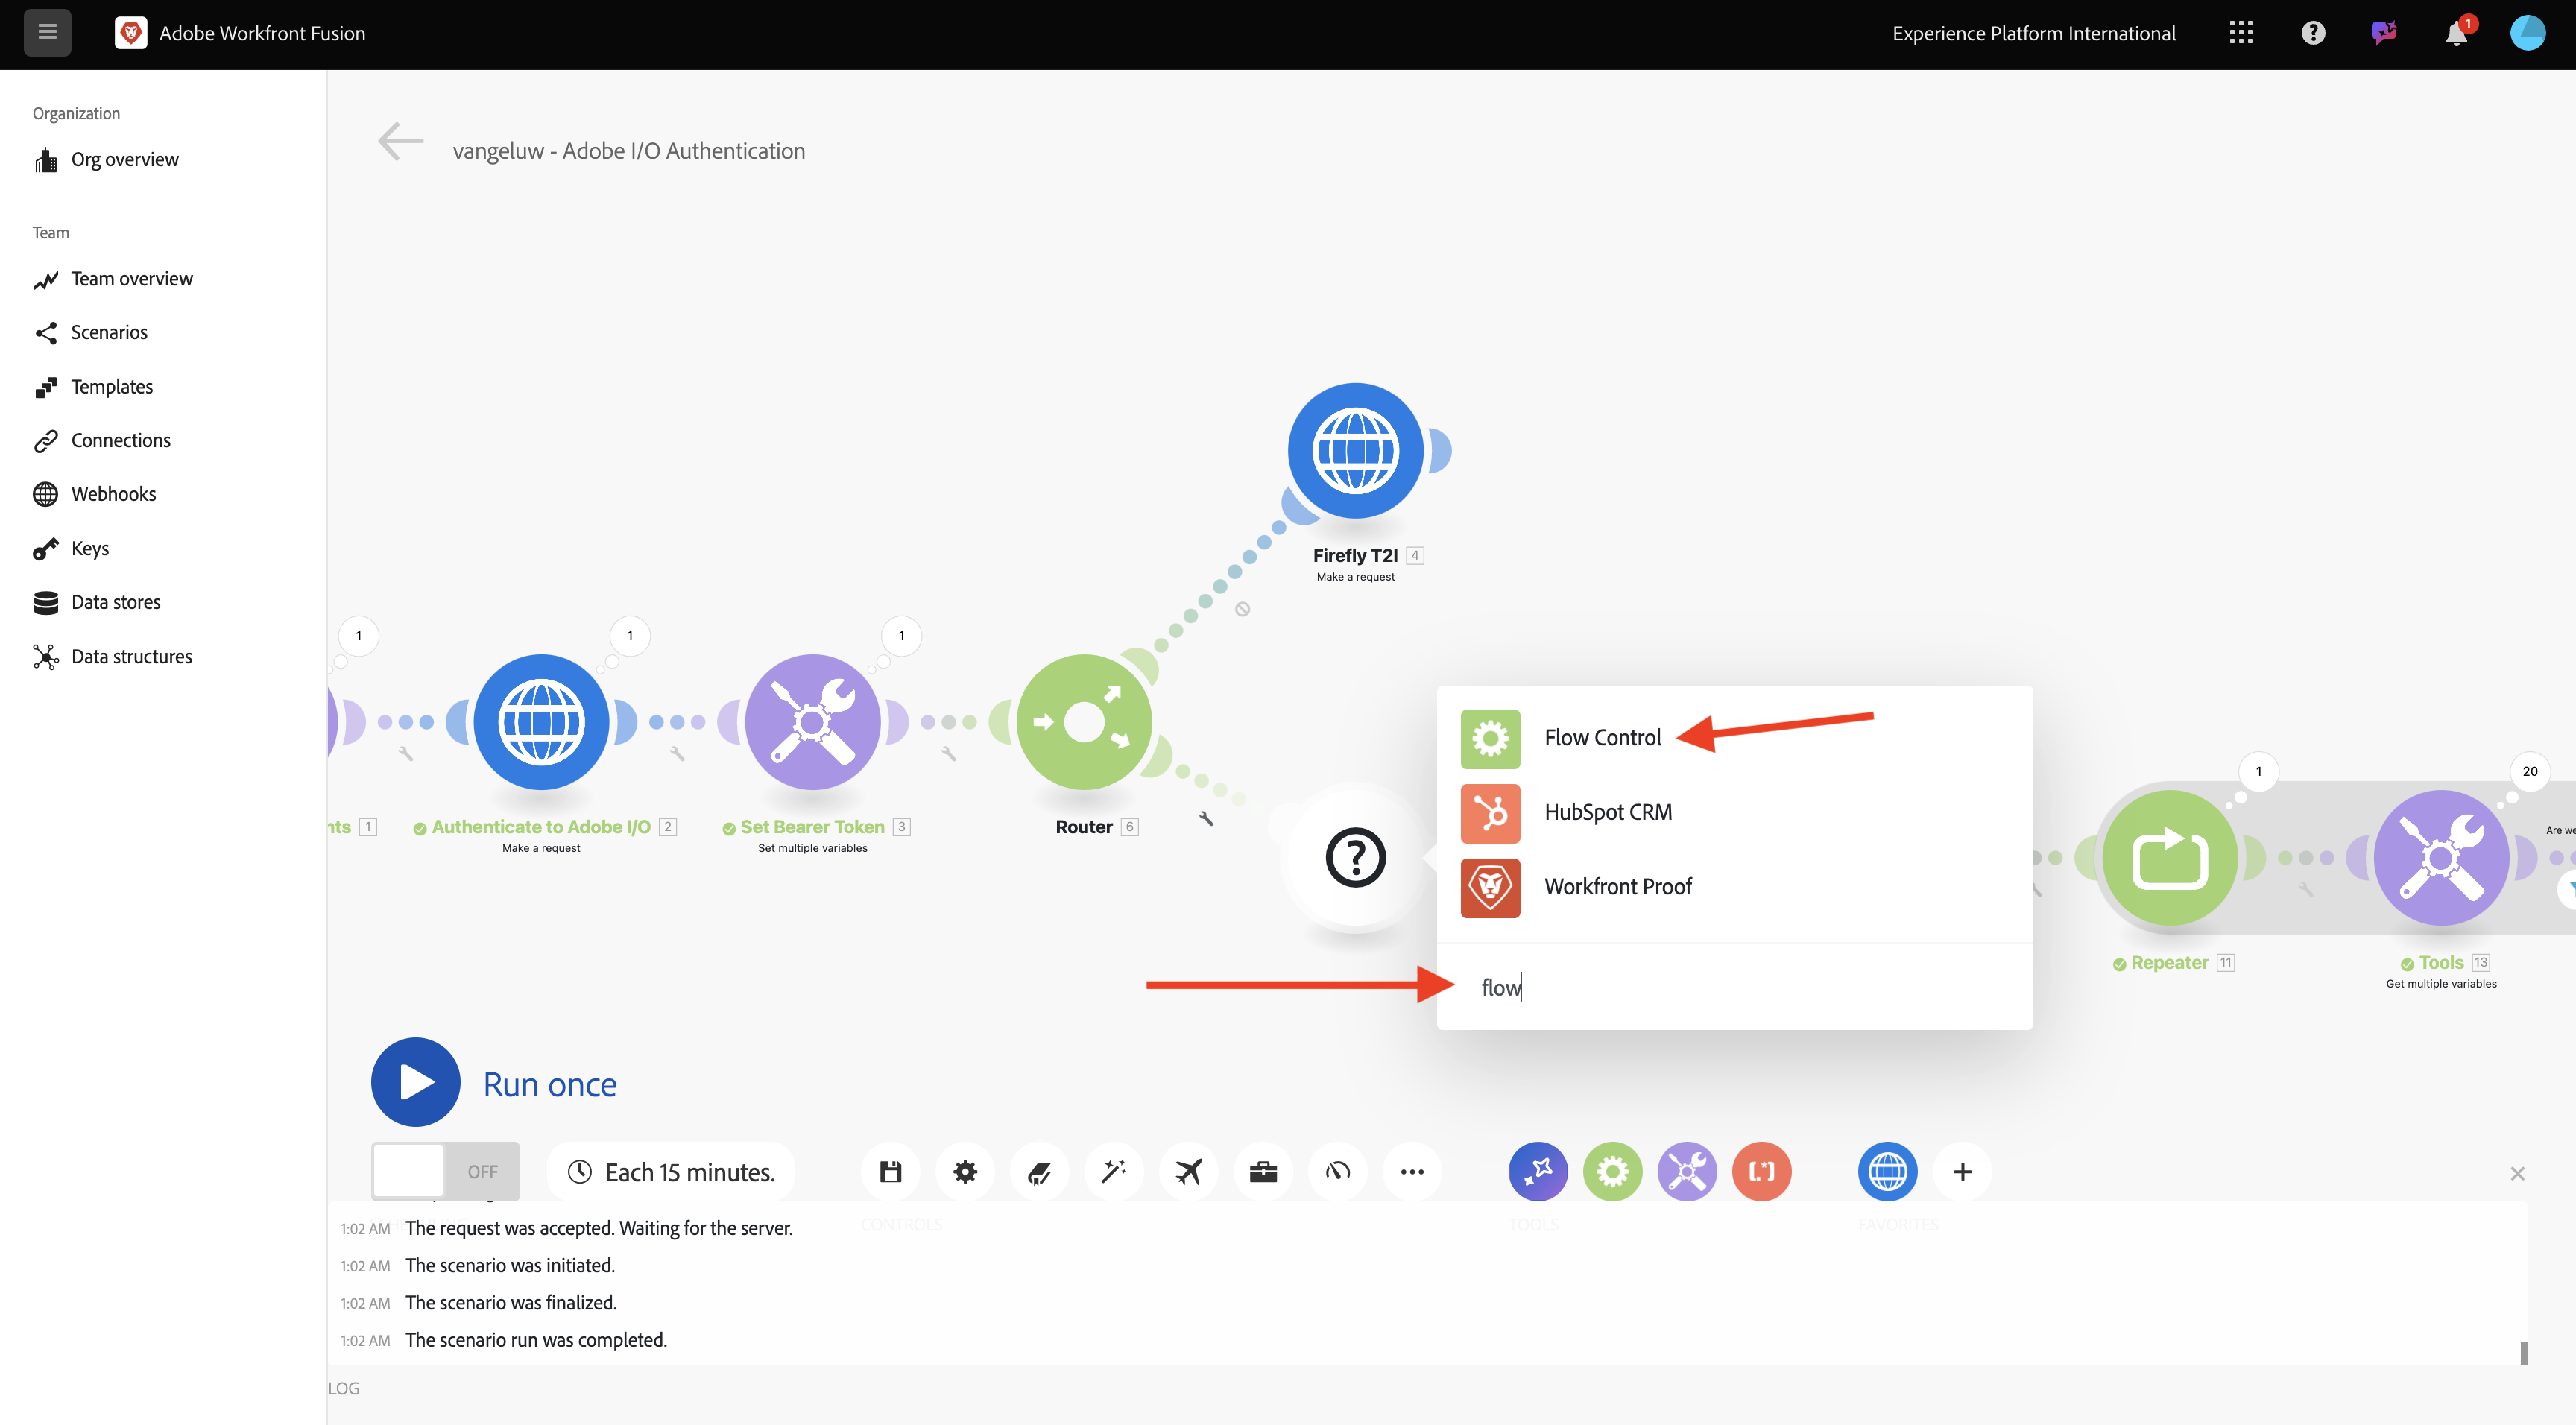 Adobe Workfront Fusion
Experience Platform International
1
Organization
Org overview
Team
Team overview
Scenarios
Templates
Connections
Webhooks
Keys
Data stores
Data structures
vangeluw - Adobe I/O Authentication
Firefly T2I 4
Make a request
1
1
1
nts 1
Authenticate to Adobe I/O 2
Make a request
Set Bearer Token 3
Set multiple variables
Router 6
?
Flow Control
HubSpot CRM
Workfront Proof
flow
1
20
Are we
Repeater 11
Tools 13
Get multiple variables
Run once
OFF
Each 15 minutes.
CONTROLS
TOOLS
FAVORITES
1:02 AM The request was accepted. Waiting for the server.
1:02 AM The scenario was initiated.
1:02 AM The scenario was finalized.
1:02 AM The scenario run was completed.
LOG